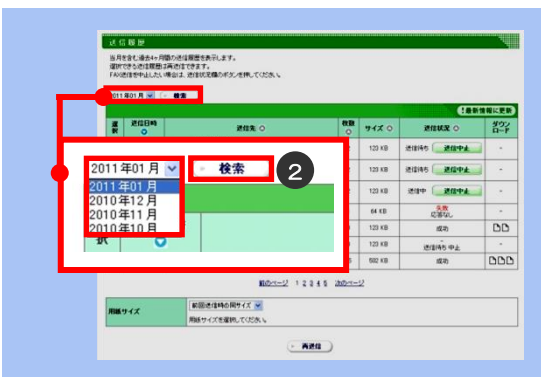 送信履歴
当月を含む過去4ヶ月間の送信履歴を表示します。
選択できる送信履歴は再送信できます。
FAX送信を中止したい場合は、送信状況欄のボタンを押してください。
2011年01月 検索
!最新情報に更新
選択 送信日時 送信先 枚数 サイズ 送信状況 ダウンロード
123 KB 送信待ち 送信中止 -
123 KB 送信待ち 送信中止 -
123 KB 送信中 送信中止 -
64 KB 失敗 応答なし -
123 KB 成功
123 KB - 送信待ち 中止 -
592 KB 成功
2011年01月 検索 2
2011年01月
2010年12月
2010年11月
2010年10月
択
前のページ 1 2 3 4 5 次のページ
用紙サイズ 前回送信時の同サイズ
用紙サイズを選択してください。
再送信